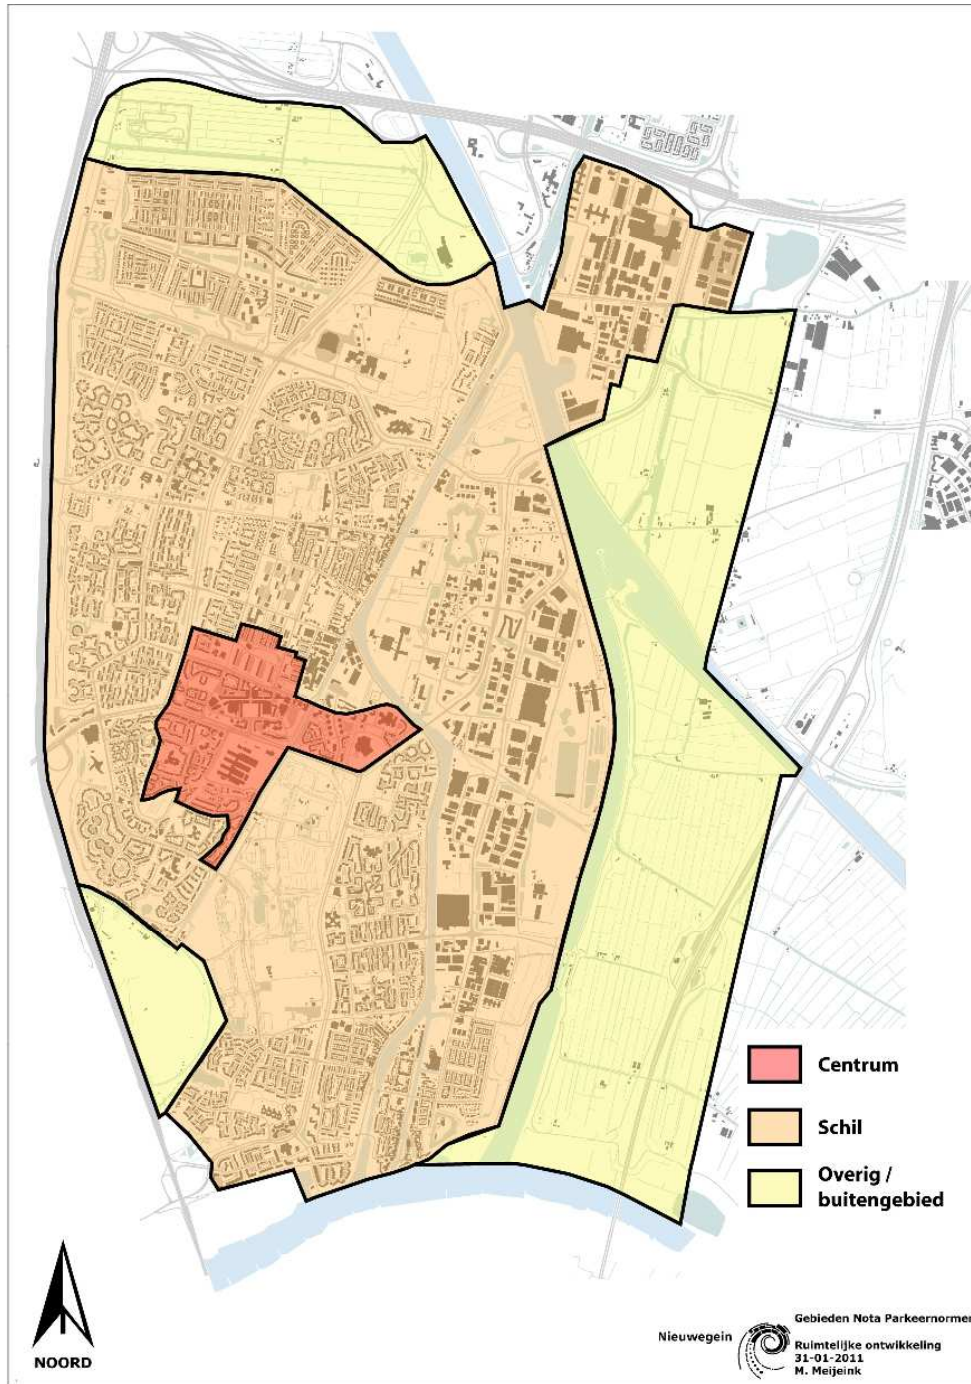 Centrum
Schil
Overig /
buitengebied
NOORD
Nieuwegein
Gebieden Nota Parkeernormen
Ruimtelijke ontwikkeling
31-01-2011
M. Meijeink